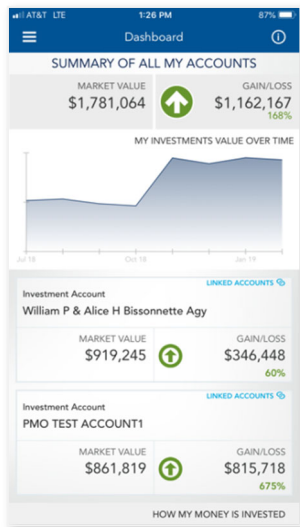 AT&T LTE 1:26 PM 87%
Dashboard
SUMMARY OF ALL MY ACCOUNTS
MARKET VALUE GAIN/LOSS
$1,781,064 $1,162,167
168%
MY INVESTMENTS VALUE OVER TIME
Jul 18 Oct 18 Jan 19
LINKED ACCOUNTS
Investment Account
William P & Alice H Bissonnette Agy
MARKET VALUE GAIN/LOSS
$919,245 $346,448
60%
LINKED ACCOUNTS
Investment Account
PMO TEST ACCOUNT1
MARKET VALUE GAIN/LOSS
$861,819 $815,718
675%
HOW MY MONEY IS INVESTED